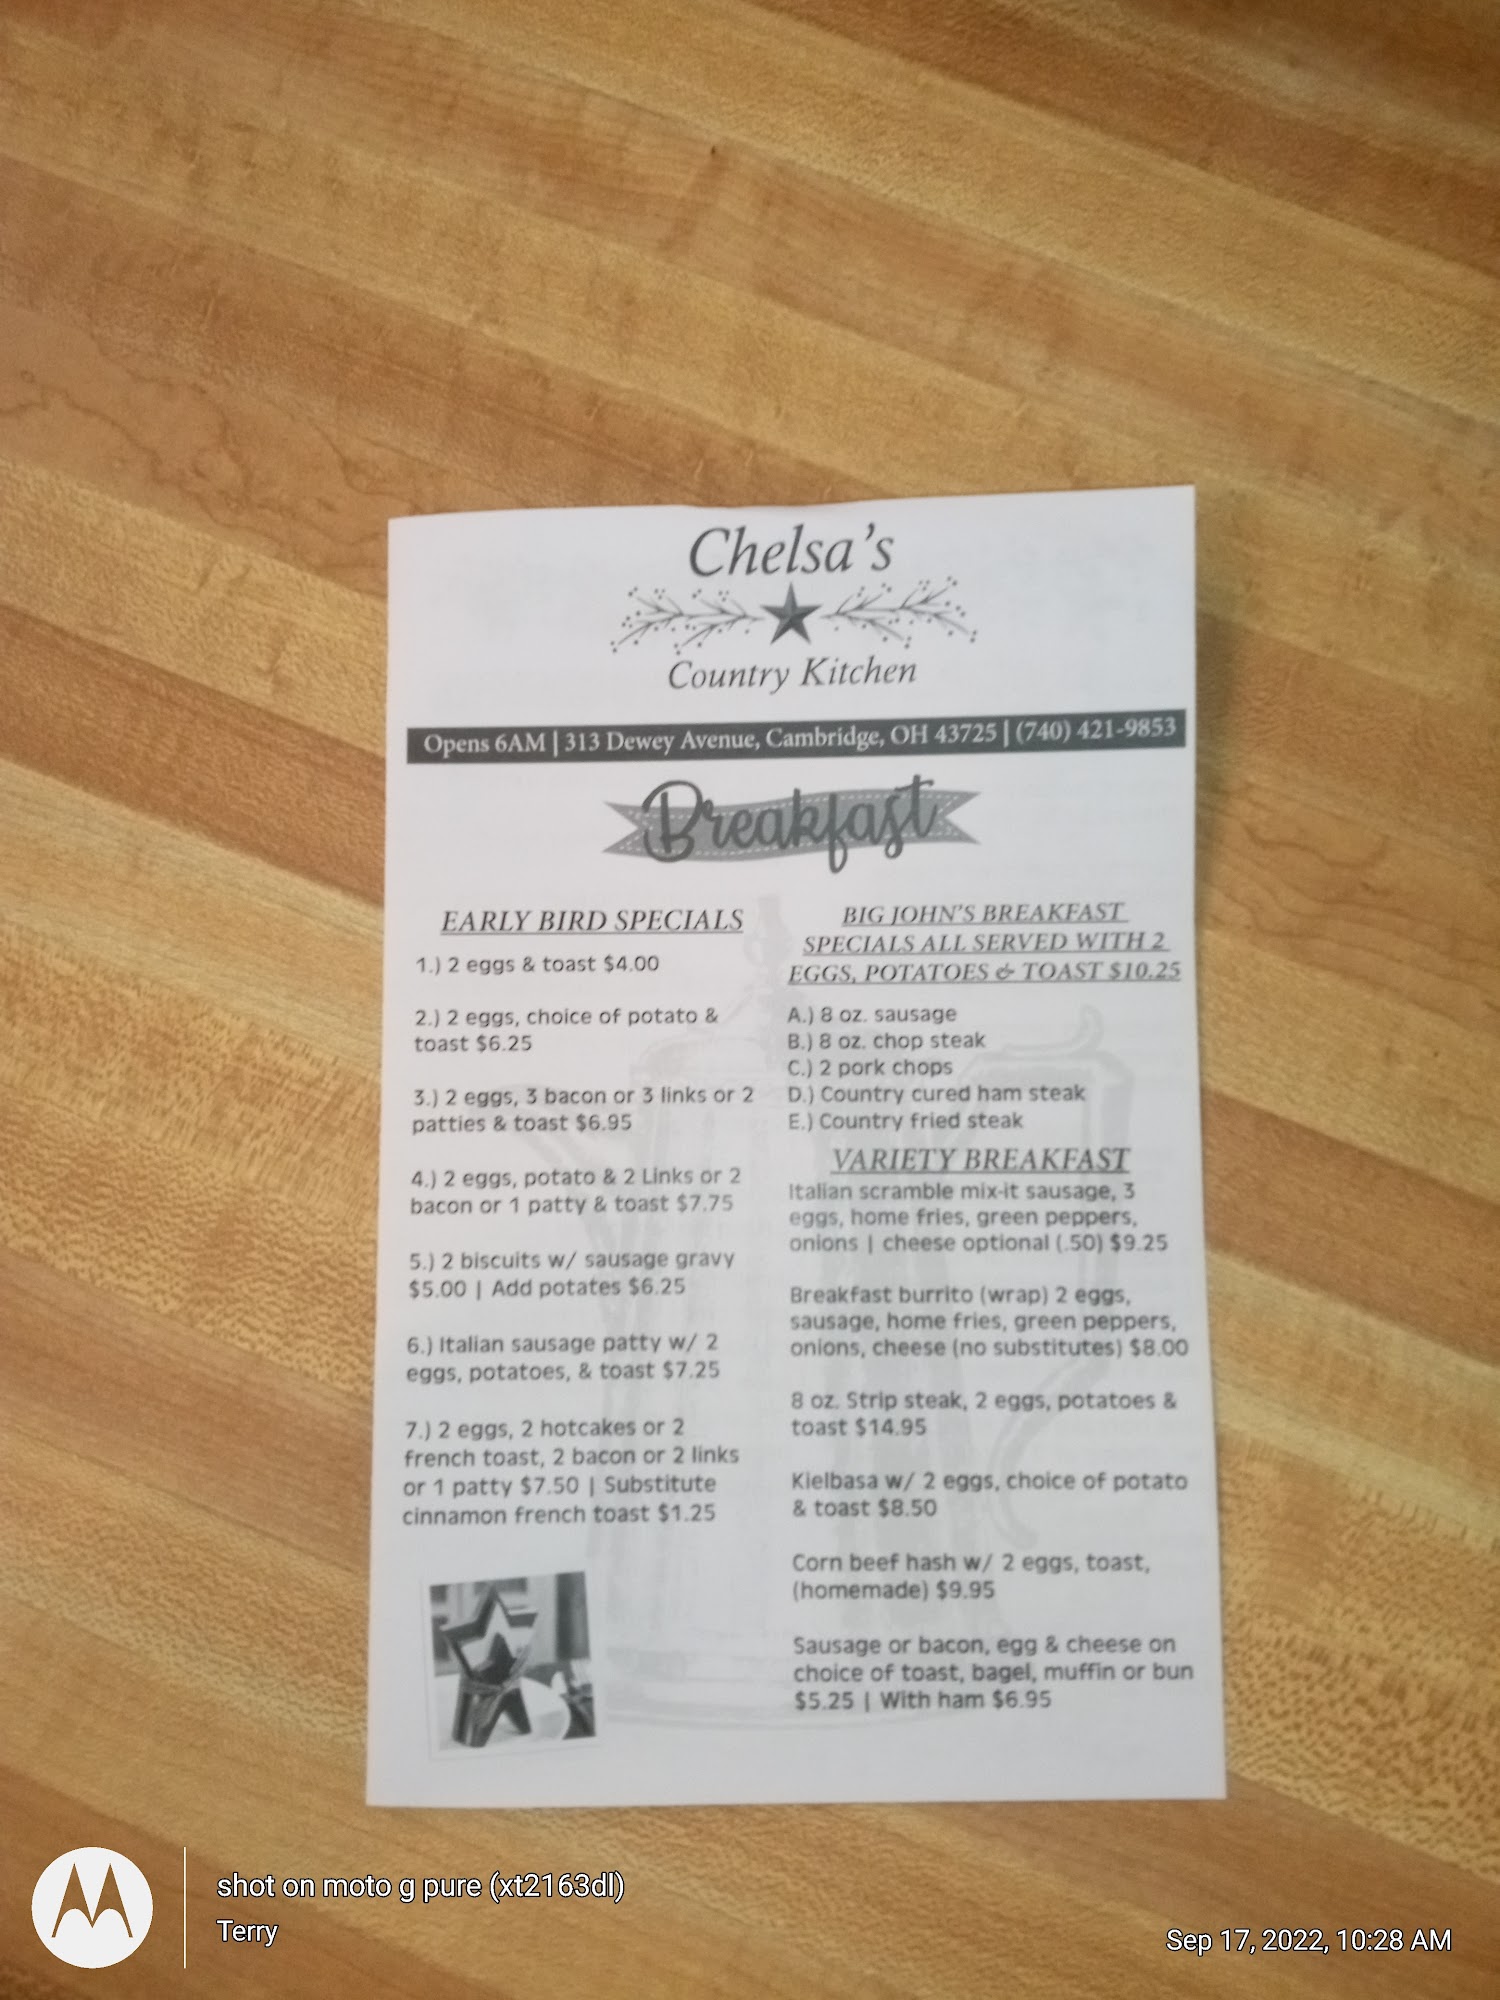 Chelsa's
Country Kitchen
Opens 6AM | 313 Dewey Avenue, Cambridge, OH 43725 | (740) 421-9853
Breakfast
EARLY BIRD SPECIALS
1.) 2 eggs & toast $4.00
2.) 2 eggs, choice of potato &
toast $6.25
3.) 2 eggs, 3 bacon or 3 links or 2
patties & toast $6.95
4.) 2 eggs, potato & 2 Links or 2
bacon or 1 patty & toast $7.75
5.) 2 biscuits w/ sausage gravy
$5.00 | Add potates $6.25
6.) Italian sausage patty w/ 2
eggs, potatoes, & toast $7.25
7.) 2 eggs, 2 hotcakes or 2
french toast, 2 bacon or 2 links
or 1 patty $7.50 | Substitute
cinnamon french toast $1.25
BIG JOHN'S BREAKFAST
SPECIALS ALL SERVED WITH 2
EGGS, POTATOES & TOAST $10.25
A.) 8 oz. sausage
B.) 8 oz. chop steak
C.) 2 pork chops
D.) Country cured ham steak
E.) Country fried steak
VARIETY BREAKFAST
Italian scramble mix-it sausage, 3
eggs, home fries, green peppers,
onions | cheese optional (.50) $9.25
Breakfast burrito (wrap) 2 eggs,
sausage, home fries, green peppers,
onions, cheese (no substitutes) $8.00
8 oz. Strip steak, 2 eggs, potatoes &
toast $14.95
Kielbasa w/ 2 eggs, choice of potato
& toast $8.50
Corn beef hash w/ 2 eggs, toast,
(homemade) $9.95
Sausage or bacon, egg & cheese on
choice of toast, bagel, muffin or bun
$5.25 | With ham $6.95
shot on moto g pure (xt2163dl)
Terry
Sep 17, 2022, 10:28 AM